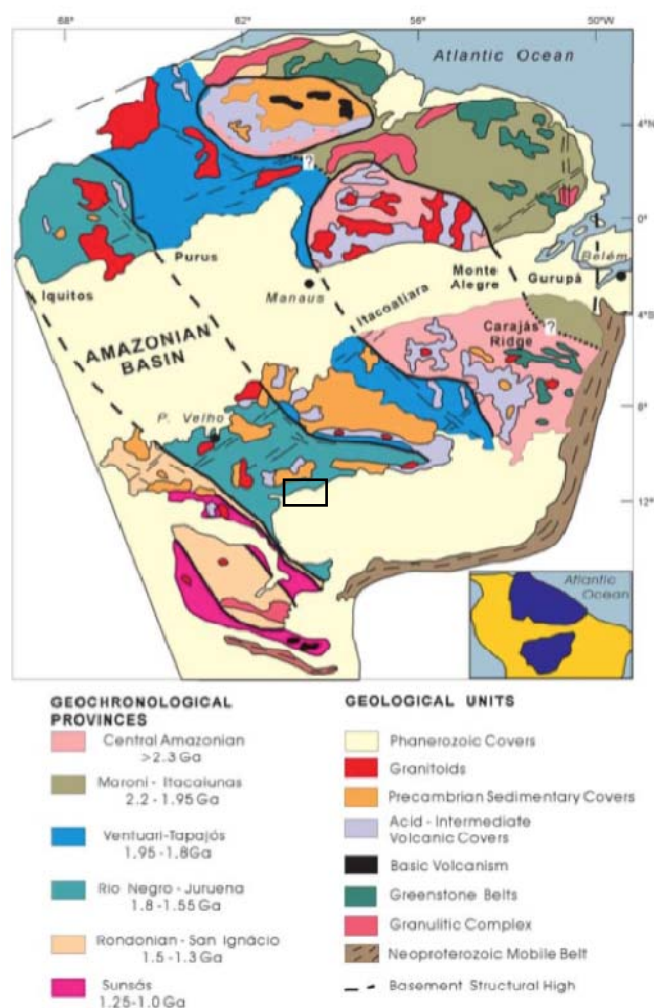 68°
62°
56°
50°W
Atlantic Ocean
4°N
?
0°
Purus
Iquitos
Monte
Alegre
Gurupá
Belém
Manaus
Itacoatiara
4°S
?
Carajás
Ridge
AMAZONIAN
BASIN
8°
P. Velho
12°
Atlantic
Ocean
GEOCHRONOLOGICAL
PROVINCES
Central Amazonian
>2.3 Ga
Maroni - Itacaiunas
2.2 - 1.95 Ga
Ventuari-Tapajós
1.95 - 1.8Ga
Rio Negro - Juruena
1.8 - 1.55 Ga
Rondonian - San Ignácio
1.5 - 1.3 Ga
Sunsás
1.25-1.0 Ga
GEOLOGICAL UNITS
Phanerozoic Covers
Granitoids
Precambrian Sedimentary Covers
Acid - Intermediate
Volcanic Covers
Basic Volcanism
Greenstone Belts
Granulitic Complex
Neoproterozoic Mobile Belt
Basement Structural High